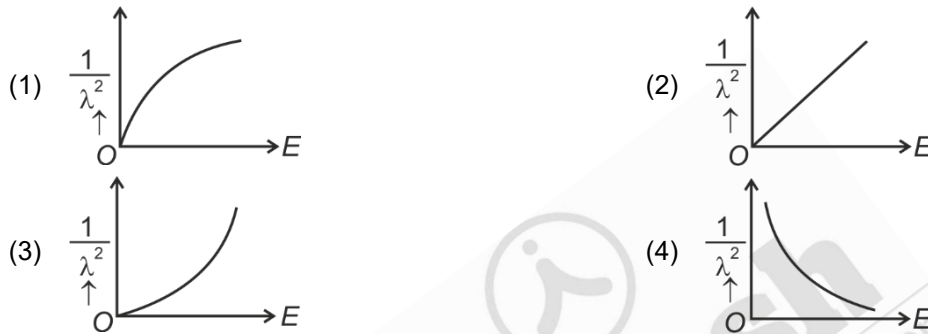 (1) 1/λ² ↑ O E
(2) 1/λ² ↑ O E
(3) 1/λ² ↑ O E
(4) 1/λ² ↑ O E